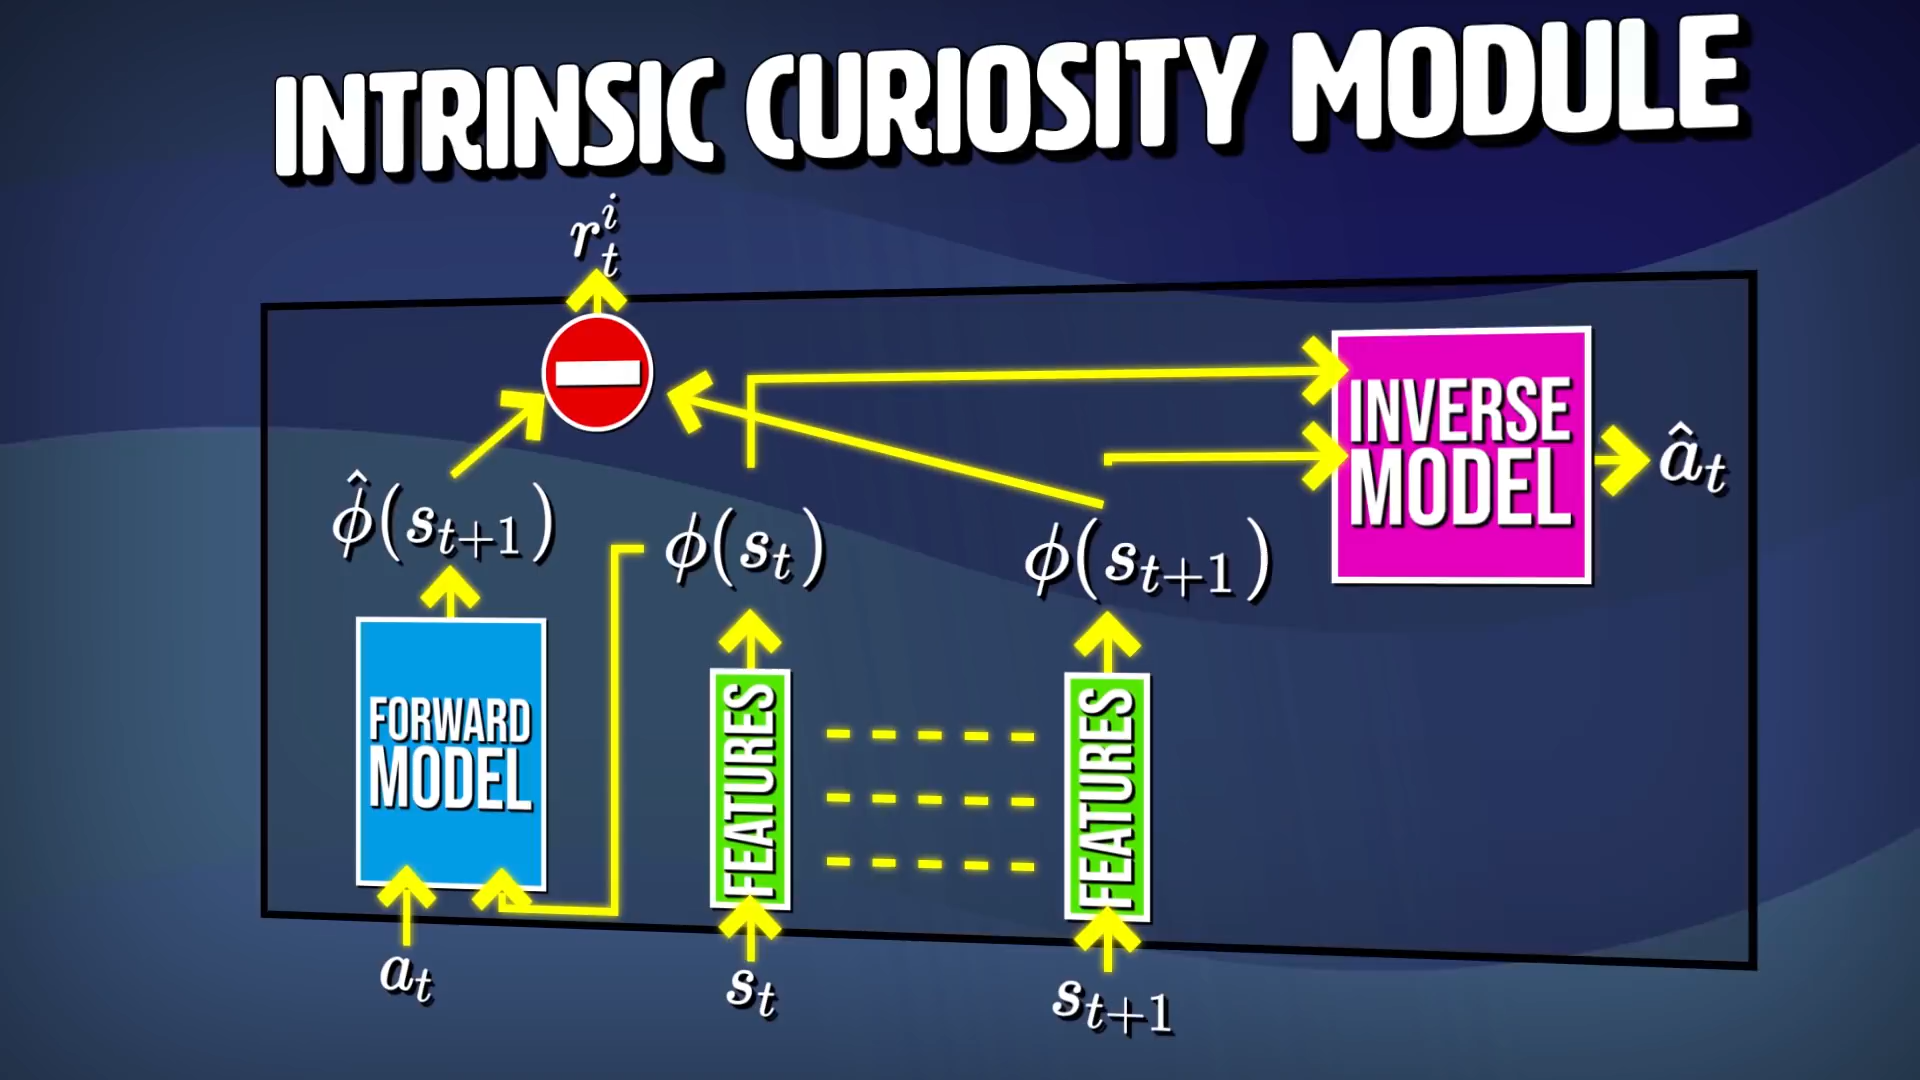 INTRINSIC CURIOSITY MODULE
r_t^i
INVERSE
MODEL
â_t
ϕ̂(s_{t+1})
ϕ(s_t)
ϕ(s_{t+1})
FORWARD
MODEL
FEATURES
FEATURES
a_t
s_t
s_{t+1}